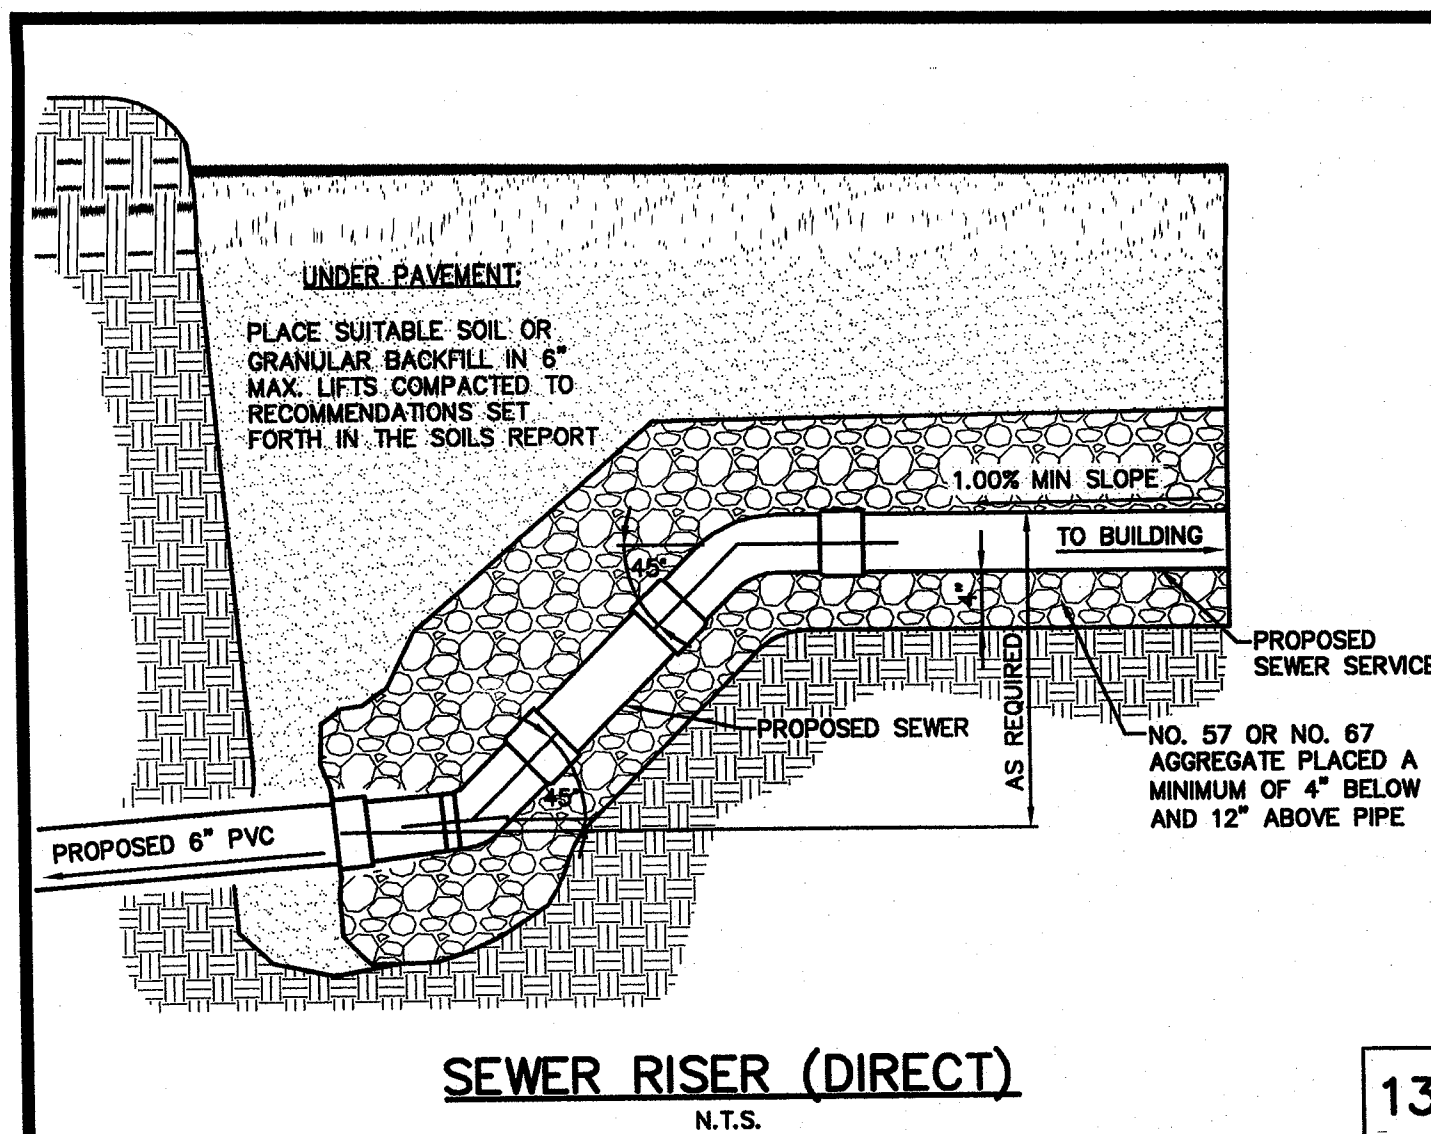 UNDER PAVEMENT:
PLACE SUITABLE SOIL OR
GRANULAR BACKFILL IN 6"
MAX. LIFTS COMPACTED TO
RECOMMENDATIONS SET
FORTH IN THE SOILS REPORT
1.00% MIN SLOPE
TO BUILDING
45°
4"
PROPOSED
SEWER SERVICE
PROPOSED SEWER
AS REQUIRED
NO. 57 OR NO. 67
AGGREGATE PLACED A
MINIMUM OF 4" BELOW
AND 12" ABOVE PIPE
45°
PROPOSED 6" PVC
SEWER RISER (DIRECT)
N.T.S.
13